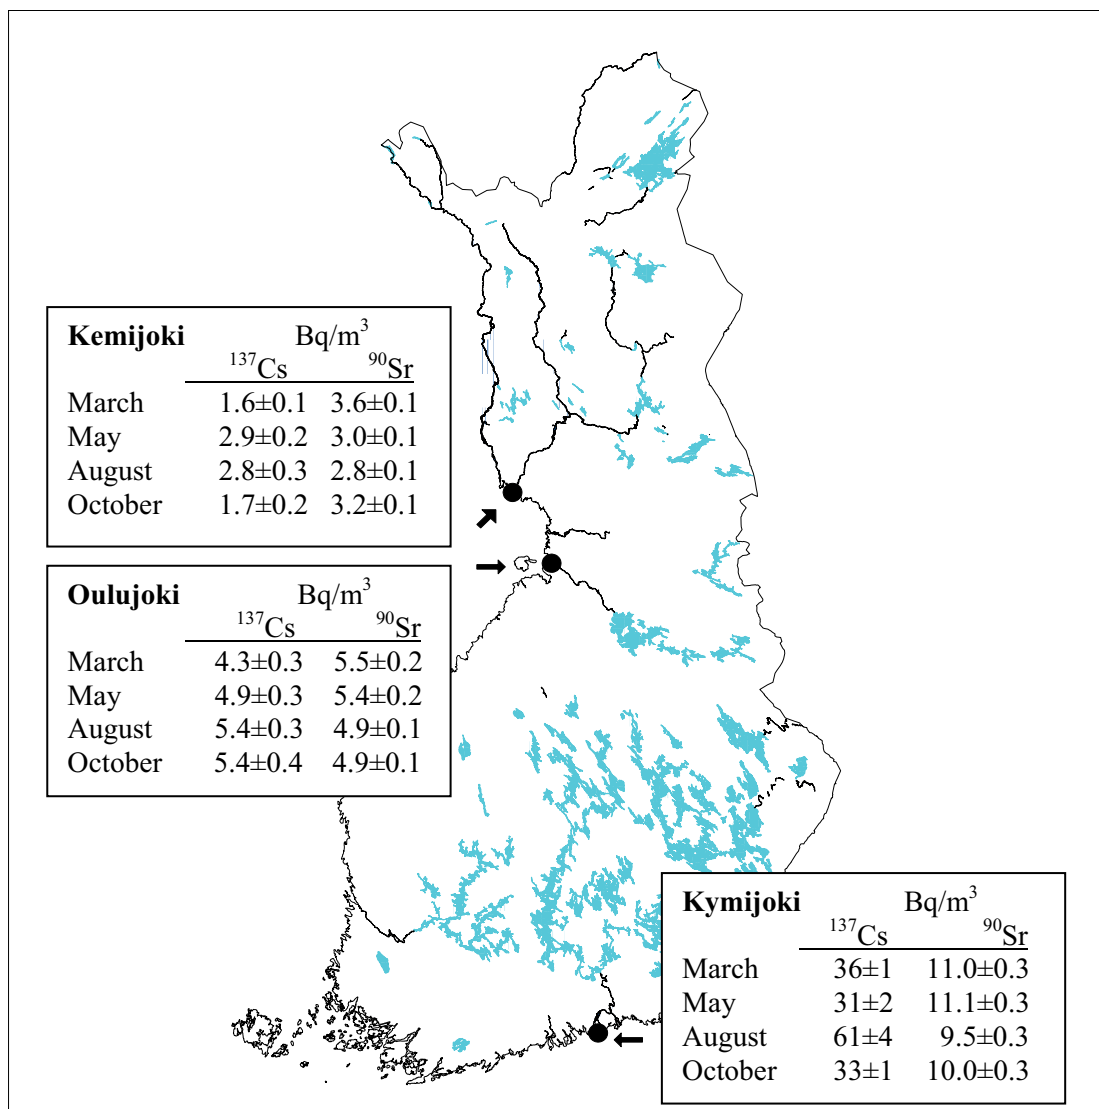 Kemijoki Bq/m³
¹³⁷Cs ⁹⁰Sr
March 1.6±0.1 3.6±0.1
May 2.9±0.2 3.0±0.1
August 2.8±0.3 2.8±0.1
October 1.7±0.2 3.2±0.1
Oulujoki Bq/m³
¹³⁷Cs ⁹⁰Sr
March 4.3±0.3 5.5±0.2
May 4.9±0.3 5.4±0.2
August 5.4±0.3 4.9±0.1
October 5.4±0.4 4.9±0.1
Kymijoki Bq/m³
¹³⁷Cs ⁹⁰Sr
March 36±1 11.0±0.3
May 31±2 11.1±0.3
August 61±4 9.5±0.3
October 33±1 10.0±0.3